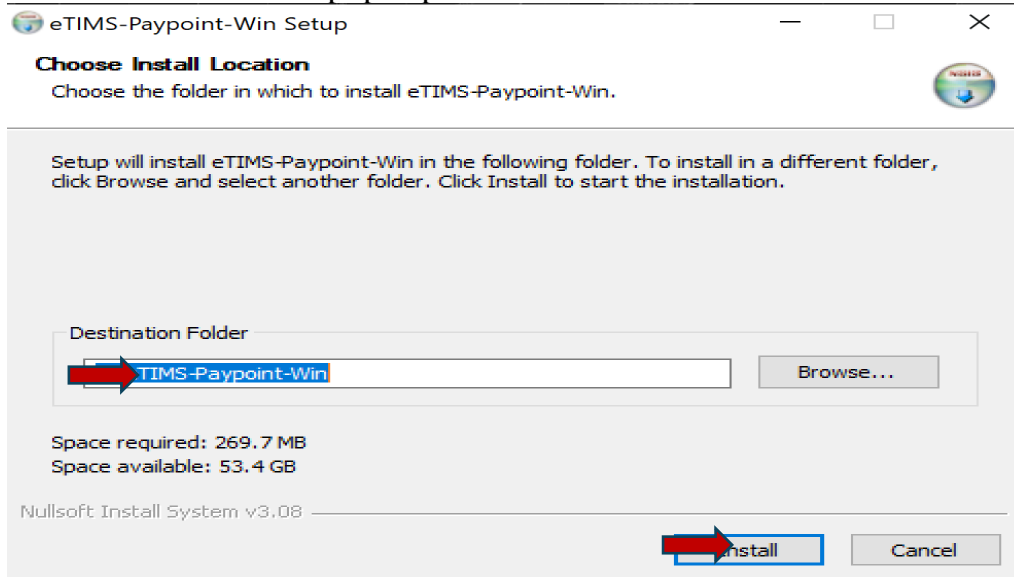 eTIMS-Paypoint-Win Setup
Choose Install Location
Choose the folder in which to install eTIMS-Paypoint-Win.
Setup will install eTIMS-Paypoint-Win in the following folder. To install in a different folder,
click Browse and select another folder. Click Install to start the installation.
Destination Folder
TIMS-Paypoint-Win
Browse...
Space required: 269.7 MB
Space available: 53.4 GB
Nullsoft Install System v3.08
Install
Cancel